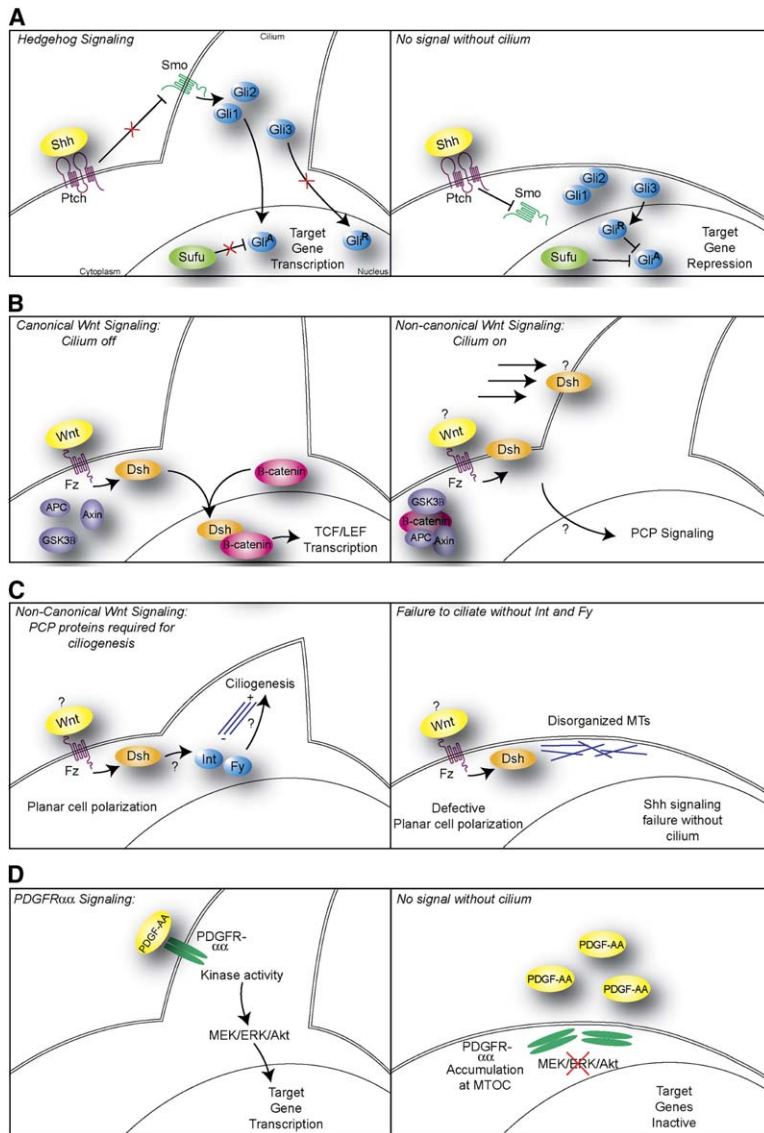 A
Hedgehog Signaling
Cilium
Smo
Gli2
Gli1
Gli3
Shh
Ptch
Sufu
GliA
Target
Gene
Transcription
GliR
Cytoplasm
Nucleus
No signal without cilium
Shh
Ptch
Smo
Gli2
Gli1
Gli3
GliR
Sufu
GliA
Target
Gene
Repression
B
Canonical Wnt Signaling:
Cilium off
Wnt
Fz
Dsh
APC
Axin
GSK3B
B-catenin
Dsh
B-catenin
TCF/LEF
Transcription
Non-canonical Wnt Signaling:
Cilium on
?
Dsh
?
Wnt
Dsh
Fz
GSK3B
B-catenin
APC
Axin
?
PCP Signaling
C
Non-Canonical Wnt Signaling:
PCP proteins required for
ciliogenesis
Ciliogenesis
+
?
-
?
Wnt
Fz
Dsh
?
Int
Fy
Planar cell polarization
Failure to ciliate without Int and Fy
?
Wnt
Fz
Dsh
Disorganized MTs
Defective
Planar cell polarization
Shh signaling
failure without
cilium
D
PDGFRαα Signaling:
PDGF-AA
PDGFR-
αα
Kinase activity
MEK/ERK/Akt
Target
Gene
Transcription
No signal without cilium
PDGF-AA
PDGF-AA
PDGF-AA
PDGFR-
αα
Accumulation
at MTOC
MEK/ERK/Akt
Target
Genes
Inactive